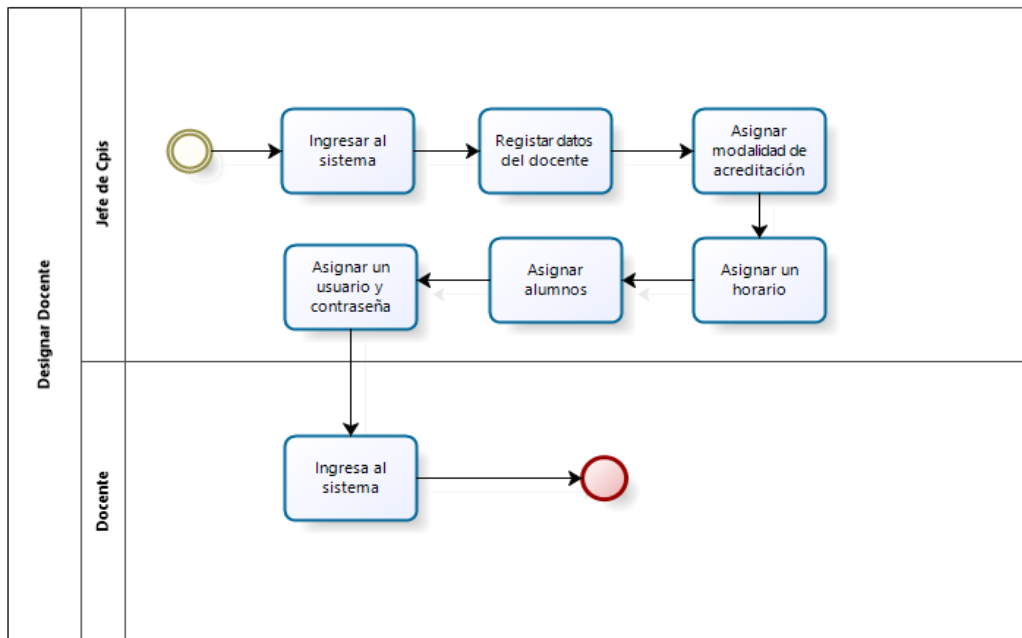 Designar Docente
Jefe de Cpis
Ingresar al
sistema
Registar datos
del docente
Asignar
modalidad de
acreditación
Asignar un
horario
Asignar
alumnos
Asignar un
usuario y
contraseña
Docente
Ingresa al
sistema